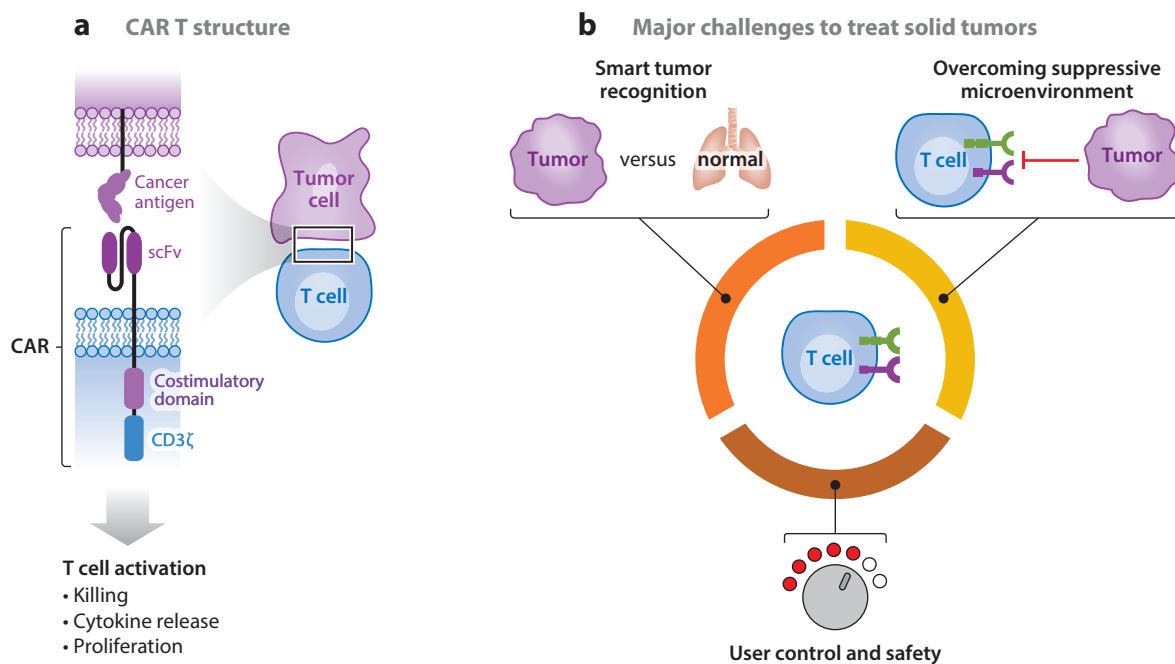 a CAR T structure
Cancer
antigen
scFv
CAR
Costimulatory
domain
CD3ζ
Tumor
cell
T cell
T cell activation
• Killing
• Cytokine release
• Proliferation
b Major challenges to treat solid tumors
Smart tumor
recognition
Tumor versus normal
Overcoming suppressive
microenvironment
T cell Tumor
T cell
User control and safety